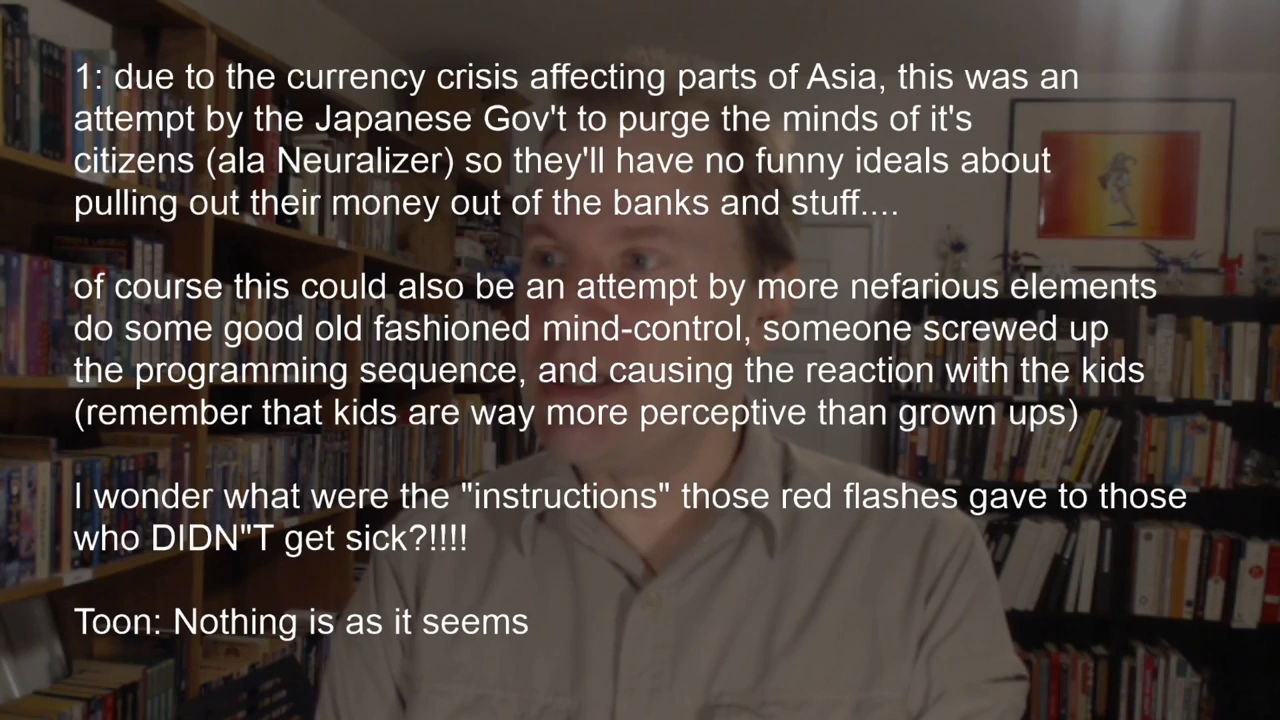 1: due to the currency crisis affecting parts of Asia, this was an
attempt by the Japanese Gov't to purge the minds of it's
citizens (ala Neuralizer) so they'll have no funny ideals about
pulling out their money out of the banks and stuff....
of course this could also be an attempt by more nefarious elements
do some good old fashioned mind-control, someone screwed up
the programming sequence, and causing the reaction with the kids
(remember that kids are way more perceptive than grown ups)
I wonder what were the "instructions" those red flashes gave to those
who DIDN"T get sick?!!!!
Toon: Nothing is as it seems